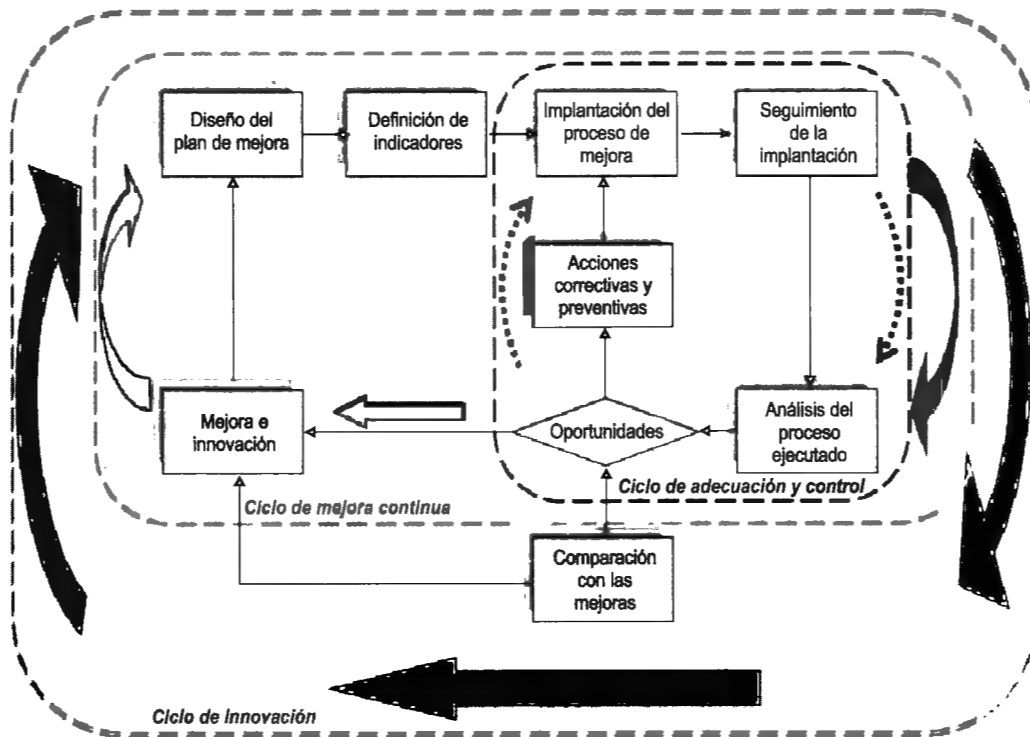 Diseño del
plan de mejora
Definición de
indicadores
Implantación del
proceso de
mejora
Seguimiento
de la
implantación
Acciones
correctivas y
preventivas
Mejora e
innovación
Oportunidades
Análisis del
proceso
ejecutado
Ciclo de adecuación y control
Ciclo de mejora continua
Comparación
con las
mejoras
Ciclo de Innovación